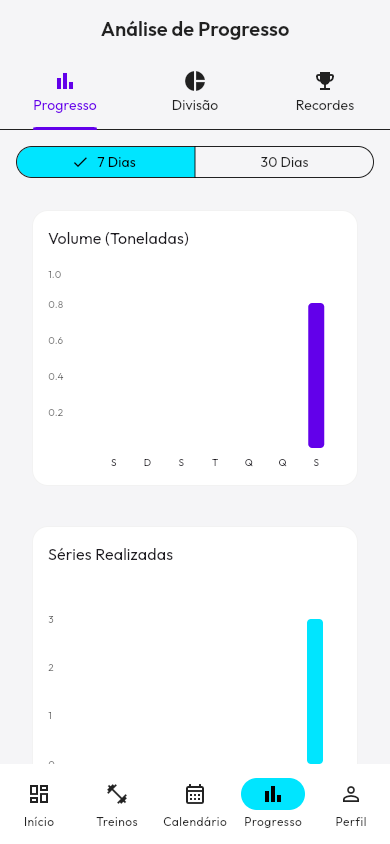 Análise de Progresso
Progresso
Divisão
Recordes
7 Dias
30 Dias
Volume (Toneladas)
1.0
0.8
0.6
0.4
0.2
S D S T Q Q S
Séries Realizadas
3
2
1
0
Início
Treinos
Calendário
Progresso
Perfil